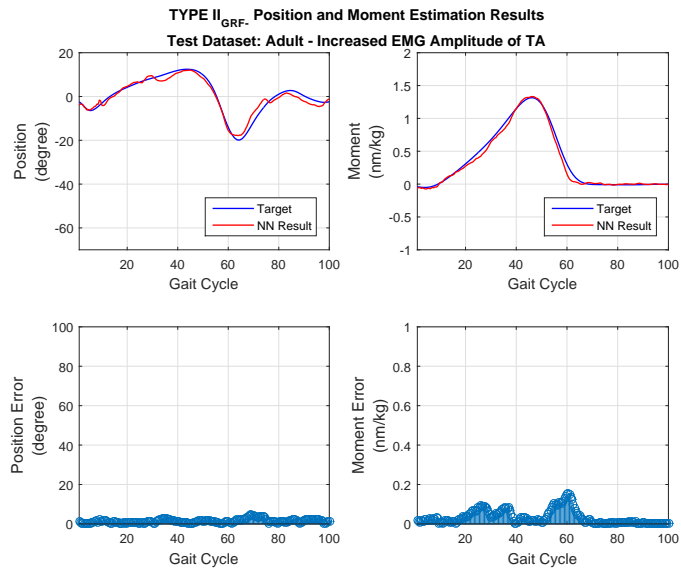 TYPE II_GRF-_ Position and Moment Estimation Results
Test Dataset: Adult - Increased EMG Amplitude of TA
20
0
-20
-40
-60
Position
(degree)
20 40 60 80 100
Gait Cycle
Target
NN Result
2
1.5
1
0.5
0
-0.5
-1
Moment
(nm/kg)
20 40 60 80 100
Gait Cycle
Target
NN Result
100
80
60
40
20
0
Position Error
(degree)
20 40 60 80 100
Gait Cycle
1
0.8
0.6
0.4
0.2
0
Moment Error
(nm/kg)
20 40 60 80 100
Gait Cycle